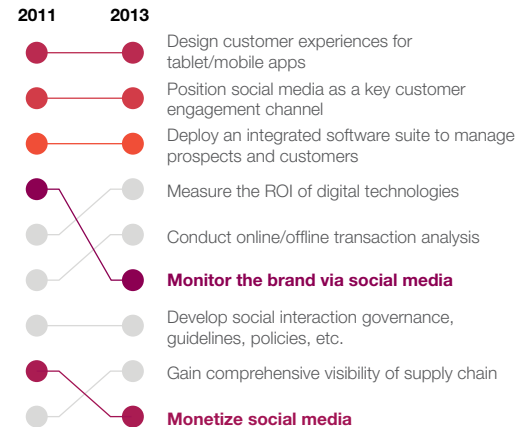 2011 2013
Design customer experiences for
tablet/mobile apps
Position social media as a key customer
engagement channel
Deploy an integrated software suite to manage
prospects and customers
Measure the ROI of digital technologies
Conduct online/offline transaction analysis
Monitor the brand via social media
Develop social interaction governance,
guidelines, policies, etc.
Gain comprehensive visibility of supply chain
Monetize social media